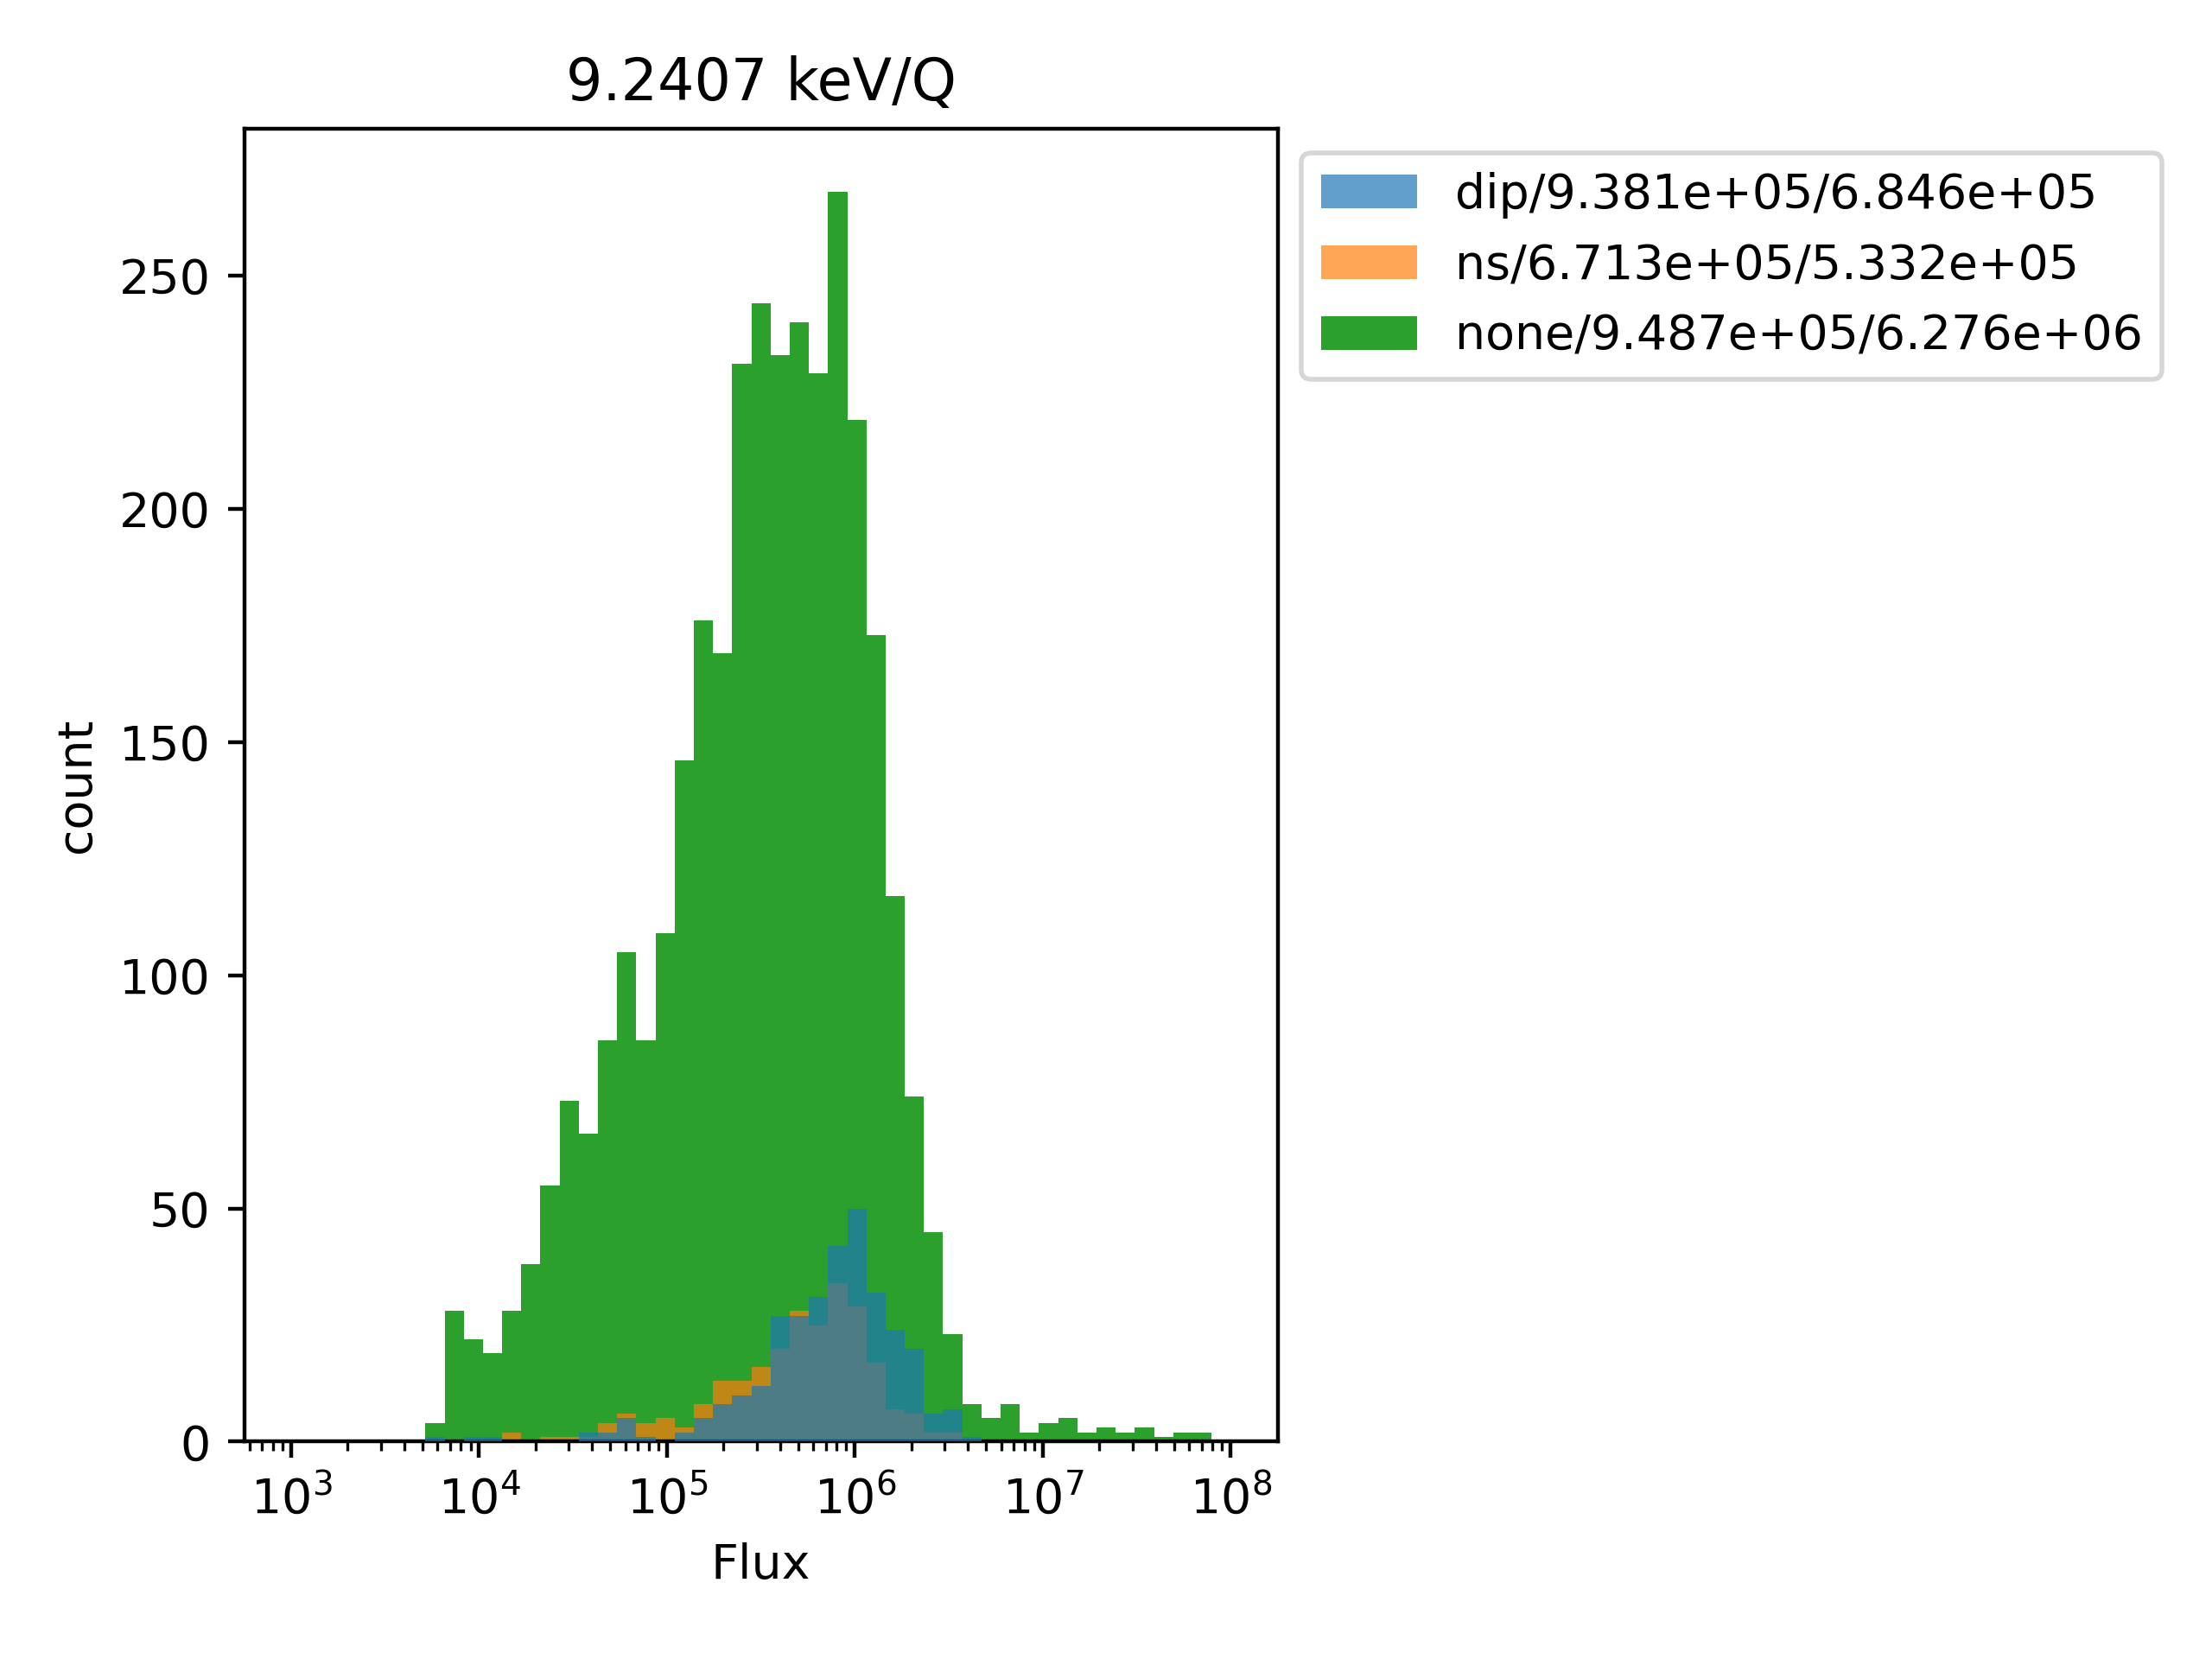 9.2407 keV/Q
dip/9.381e+05/6.846e+05
ns/6.713e+05/5.332e+05
none/9.487e+05/6.276e+06
count
250
200
150
100
50
0
10³ 10⁴ 10⁵ 10⁶ 10⁷ 10⁸
Flux